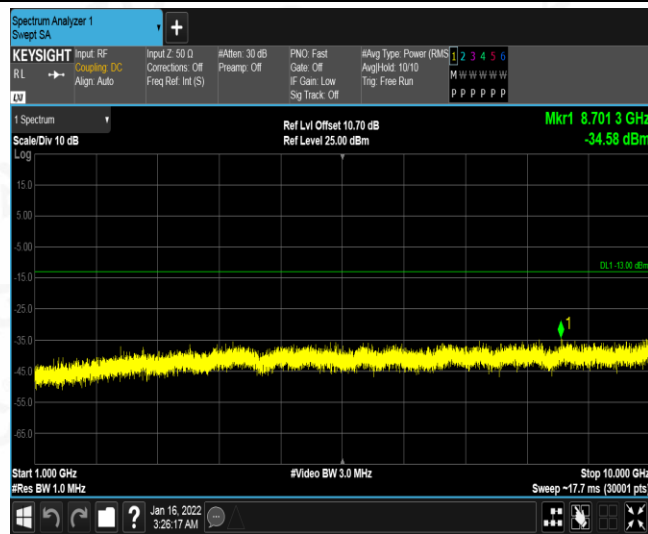 Spectrum Analyzer 1
Swept SA
KEYSIGHT
RL
Input: RF
Coupling: DC
Align: Auto
Input Z: 50 Ω
Corrections: Off
Freq Ref: Int (S)
#Atten: 30 dB
Preamp: Off
PNO: Fast
Gate: Off
IF Gain: Low
Sig Track: Off
#Avg Type: Power (RMS
Avg|Hold: 10/10
Trig: Free Run
1 2 3 4 5 6
M W W W W W
P P P P P P
1 Spectrum
Scale/Div 10 dB
Log
Ref Lvl Offset 10.70 dB
Ref Level 25.00 dBm
Mkr1 8.701 3 GHz
-34.58 dBm
15.0
5.00
-5.00
DL1 -13.00 dBm
-15.0
-25.0
1
-35.0
-45.0
-55.0
-65.0
Start 1.000 GHz
#Res BW 1.0 MHz
#Video BW 3.0 MHz
Stop 10.000 GHz
Sweep ~17.7 ms (30001 pts)
?
Jan 16, 2022
3:26:17 AM